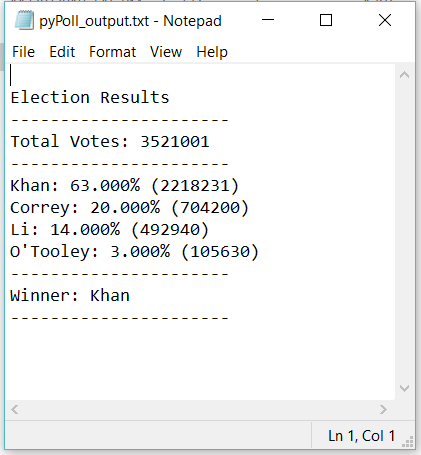 pyPoll_output.txt - Notepad
File Edit Format View Help
Election Results
-------------------------
Total Votes: 3521001
-------------------------
Khan: 63.000% (2218231)
Correy: 20.000% (704200)
Li: 14.000% (492940)
O'Tooley: 3.000% (105630)
-------------------------
Winner: Khan
-------------------------
Ln 1, Col 1